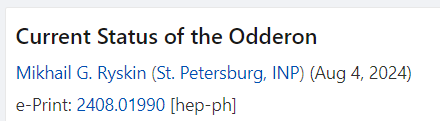 Current Status of the Odderon
Mikhail G. Ryskin (St. Petersburg, INP) (Aug 4, 2024)
e-Print: 2408.01990 [hep-ph]